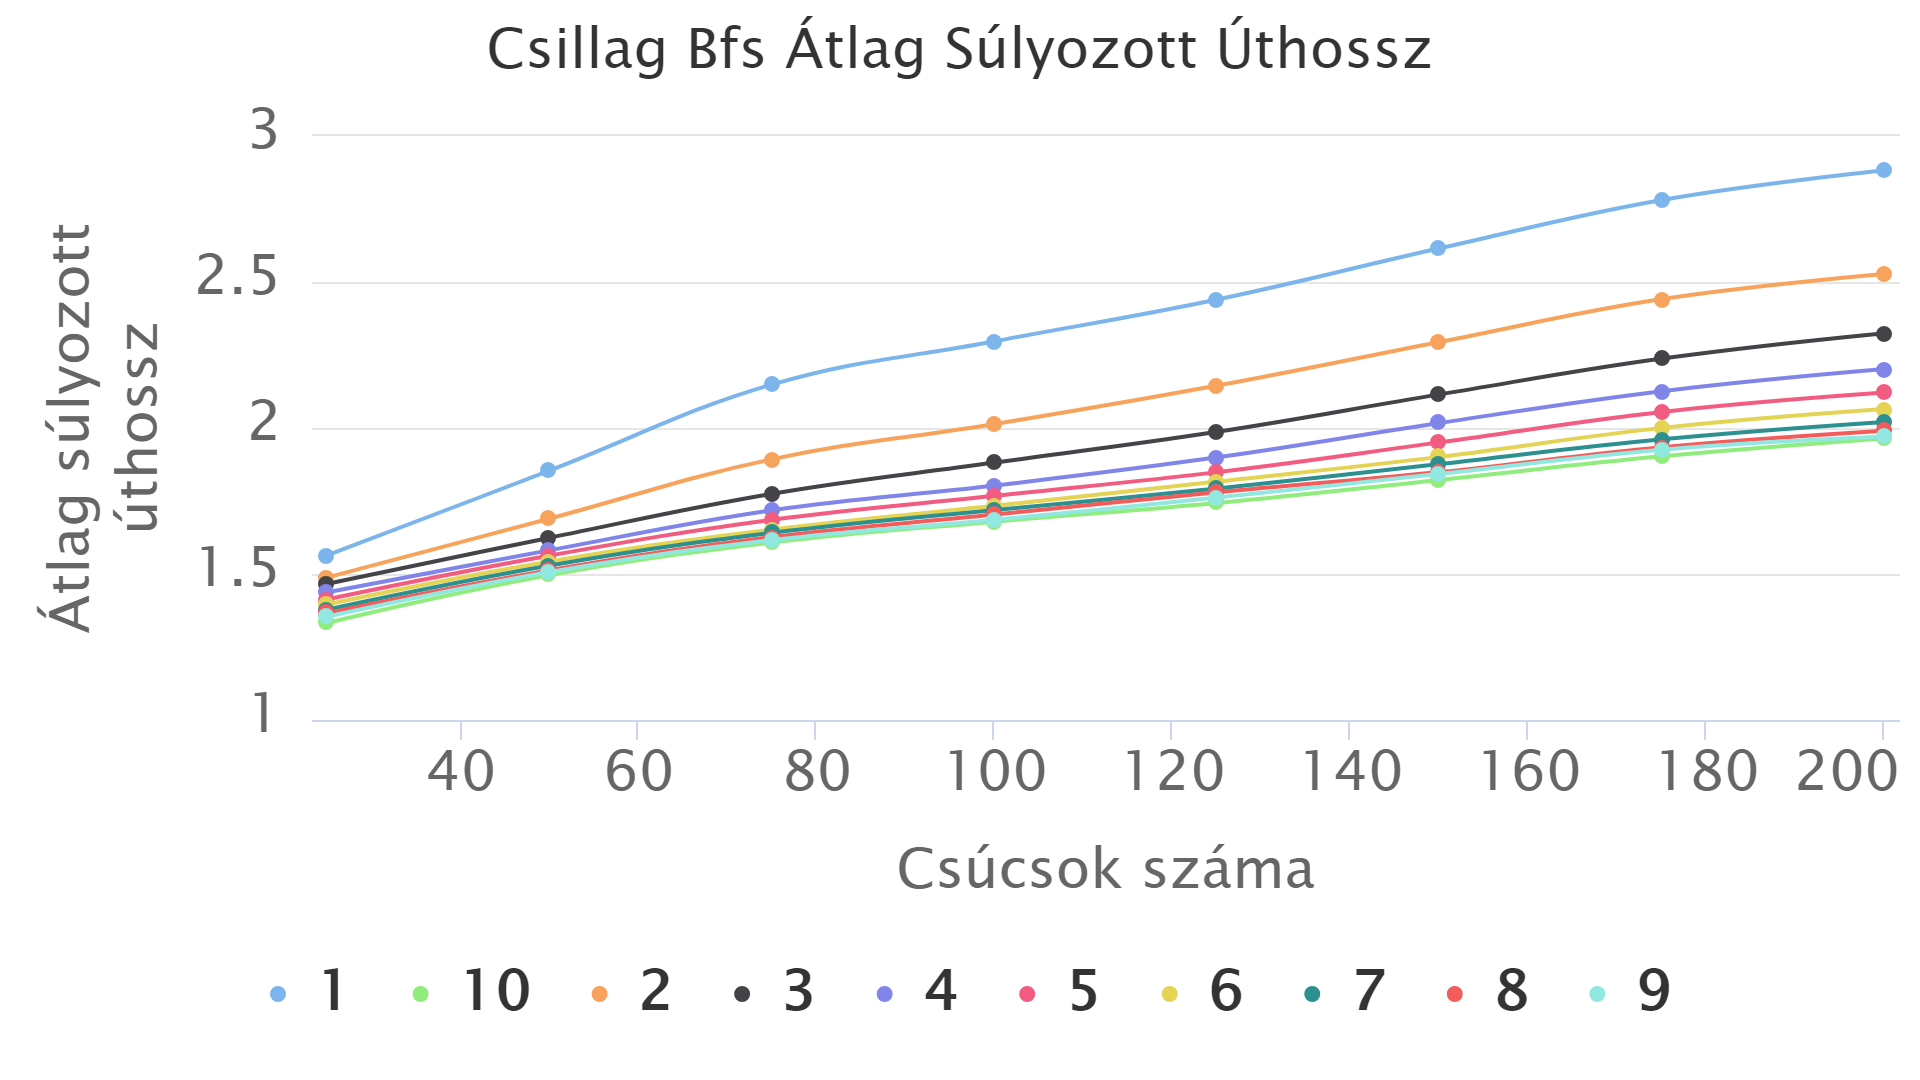 Csillag Bfs Átlag Súlyozott Úthossz
3
2.5
2
1.5
1
Átlag súlyozott
úthossz
40 60 80 100 120 140 160 180 200
Csúcsok száma
1 10 2 3 4 5 6 7 8 9